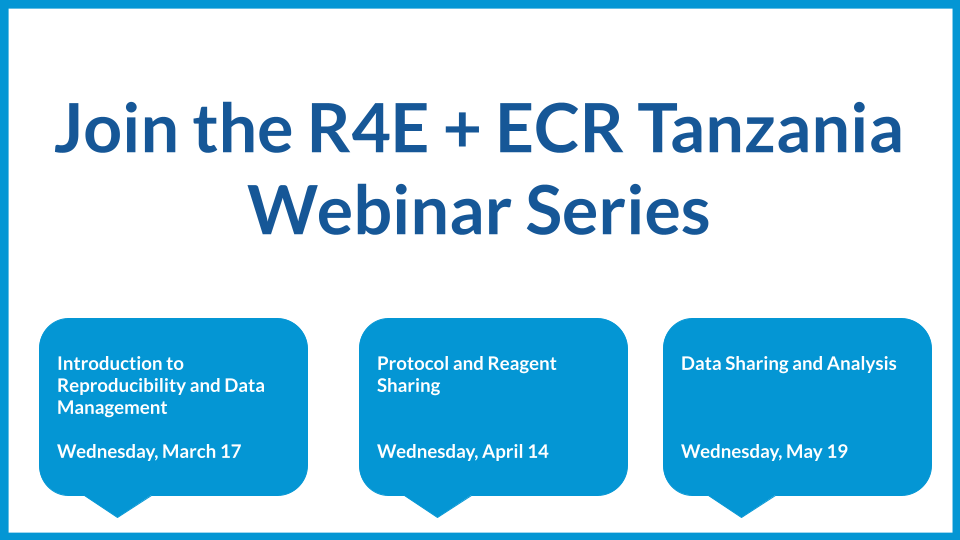 Join the R4E + ECR Tanzania
Webinar Series
Introduction to
Reproducibility and Data
Management
Wednesday, March 17
Protocol and Reagent
Sharing
Wednesday, April 14
Data Sharing and Analysis
Wednesday, May 19